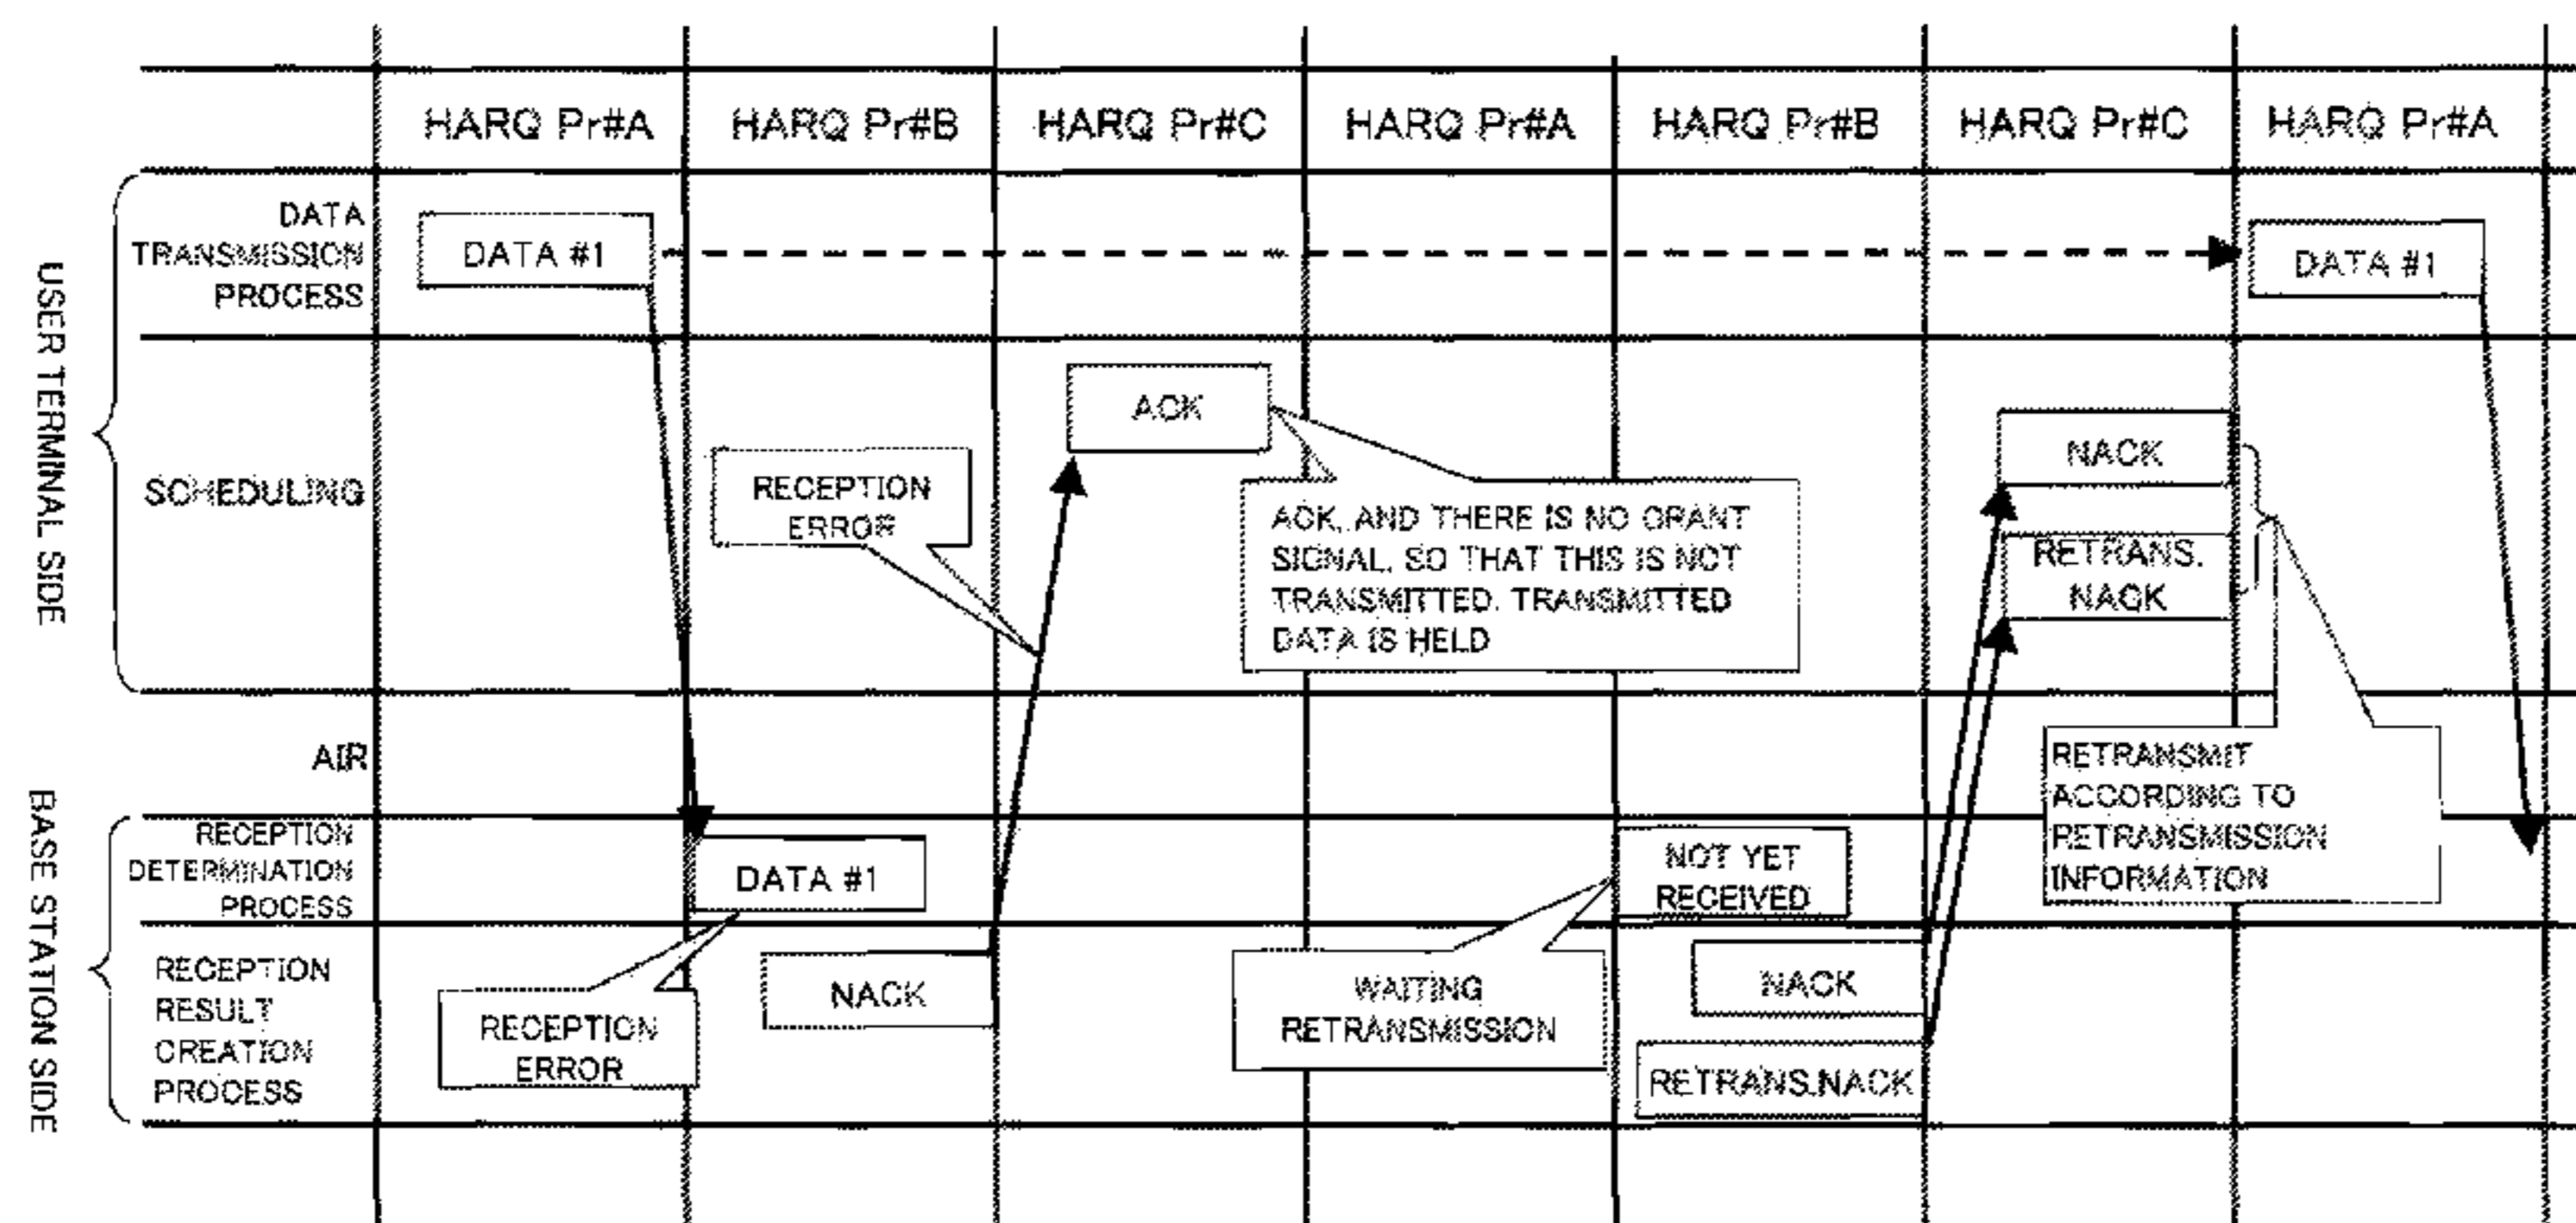 HARQ Pr#A
HARQ Pr#B
HARQ Pr#C
HARQ Pr#A
HARQ Pr#B
HARQ Pr#C
HARQ Pr#A
USER TERMINAL SIDE
DATA
TRANSMISSION
PROCESS
DATA #1
DATA #1
SCHEDULING
RECEPTION
ERROR
ACK
ACK, AND THERE IS NO GRANT
SIGNAL, SO THAT THIS IS NOT
TRANSMITTED. TRANSMITTED
DATA IS HELD
NACK
RETRANS.
NACK
AIR
RETRANSMIT
ACCORDING TO
RETRANSMISSION
INFORMATION
BASE STATION SIDE
RECEPTION
DETERMINATION
PROCESS
DATA #1
NOT YET
RECEIVED
RECEPTION
RESULT
CREATION
PROCESS
RECEPTION
ERROR
NACK
WAITING
RETRANSMISSION
NACK
RETRANS.NACK